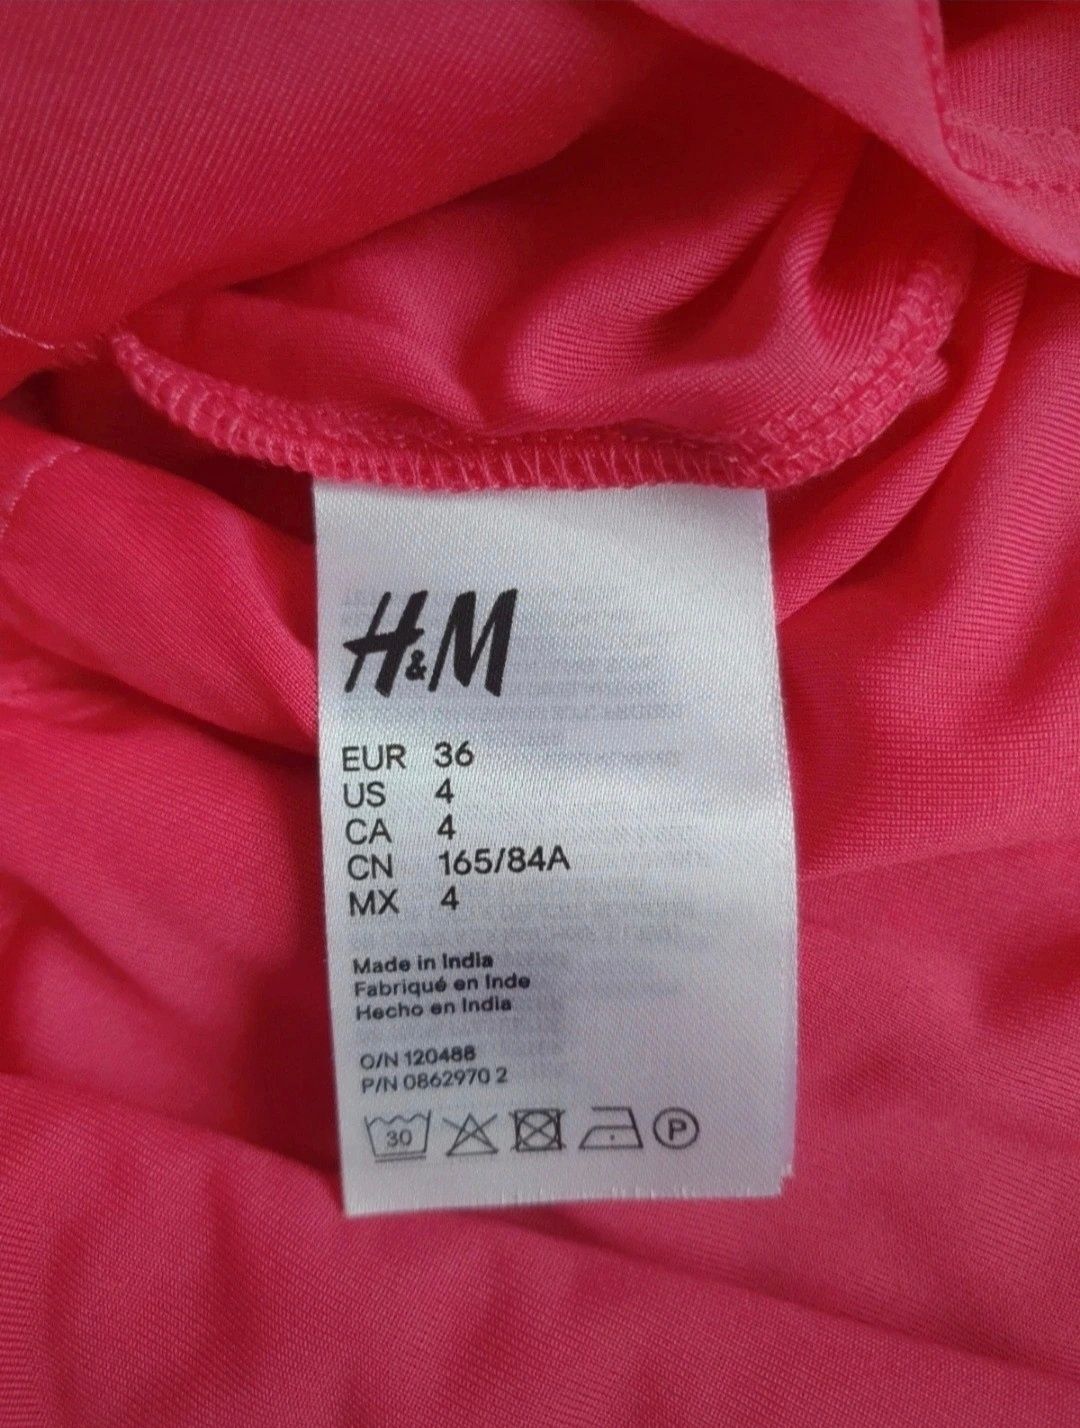 H&M
EUR 36
US 4
CA 4
CN 165/84A
MX 4
Made in India
Fabriqué en Inde
Hecho en India
O/N 120488
P/N 0862970 2
30
P